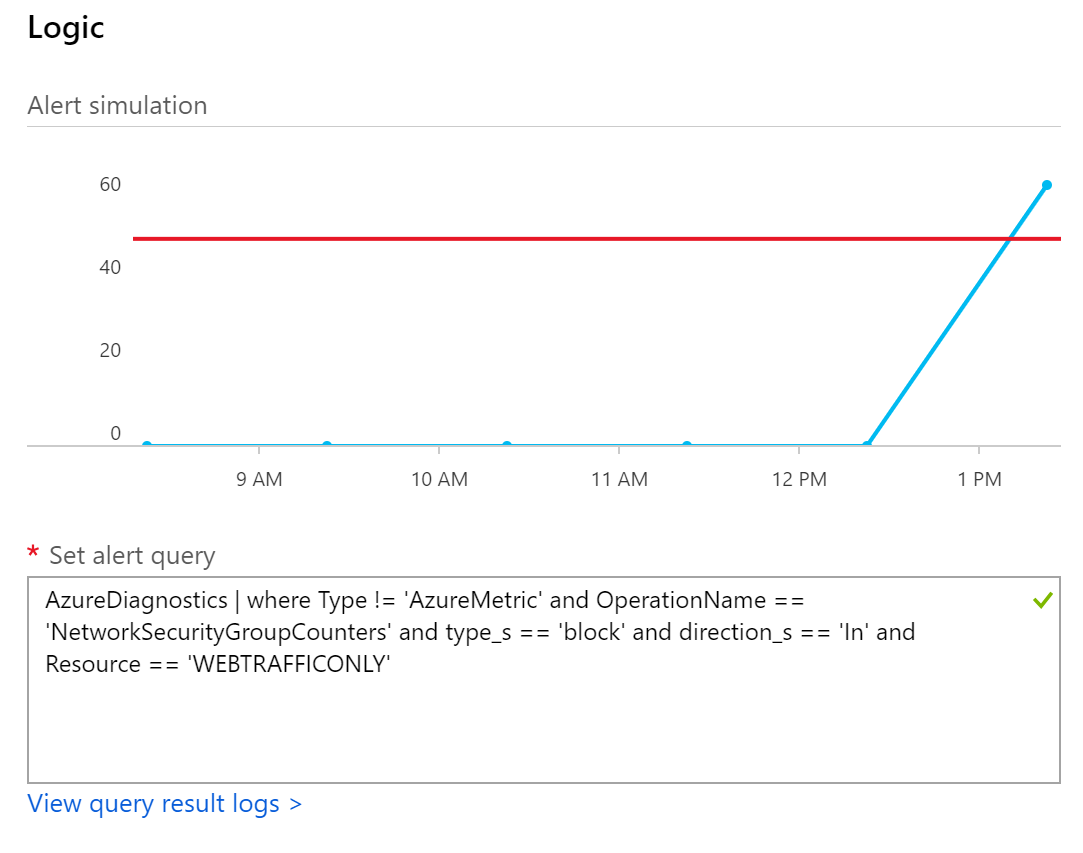 Logic
Alert simulation
60
40
20
0
9 AM
10 AM
11 AM
12 PM
1 PM
* Set alert query
AzureDiagnostics | where Type != 'AzureMetric' and OperationName ==
'NetworkSecurityGroupCounters' and type_s == 'block' and direction_s == 'In' and
Resource == 'WEBTRAFFICONLY'
View query result logs >